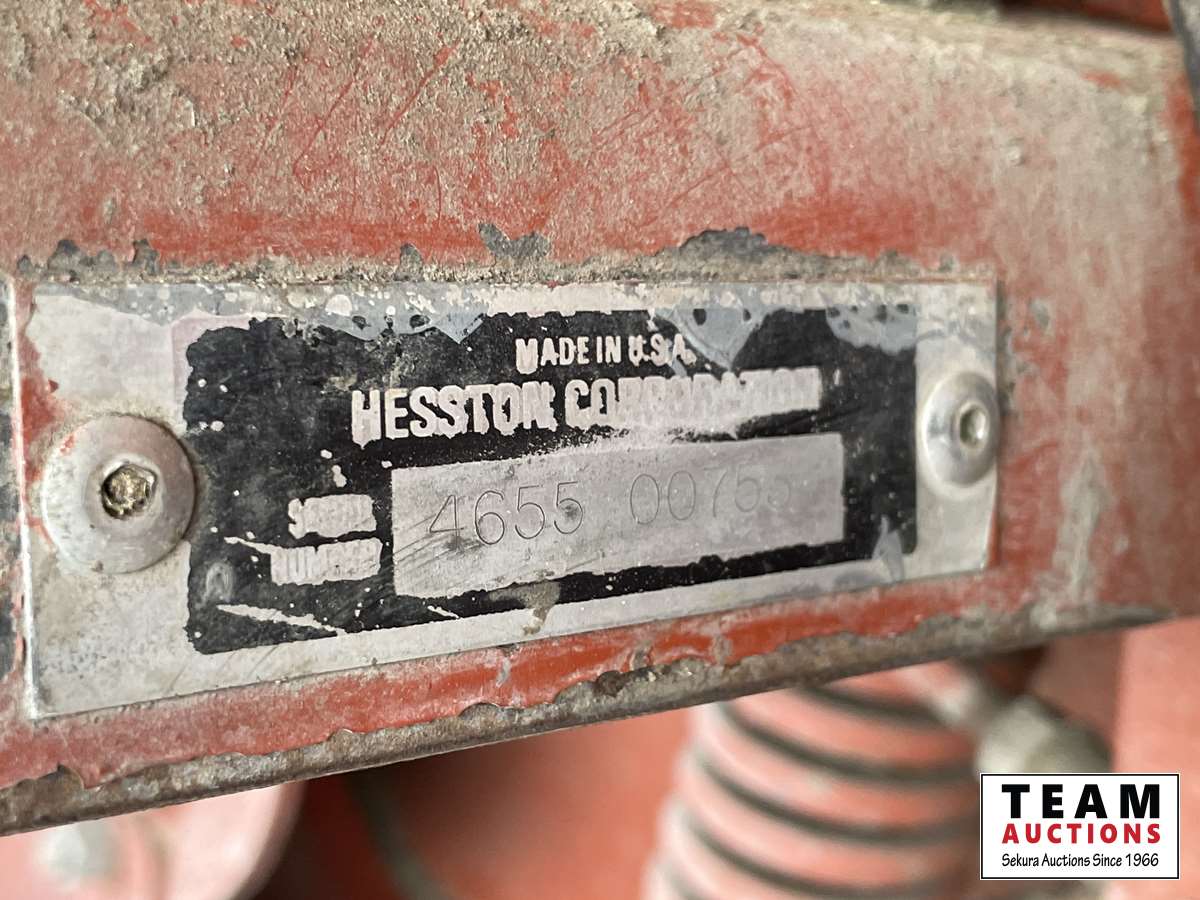 MADE IN U.S.A.
HESSTON CORPORATION
SERIAL
NUMBER
4655 00755
TEAM
AUCTIONS
Sekura Auctions Since 1966